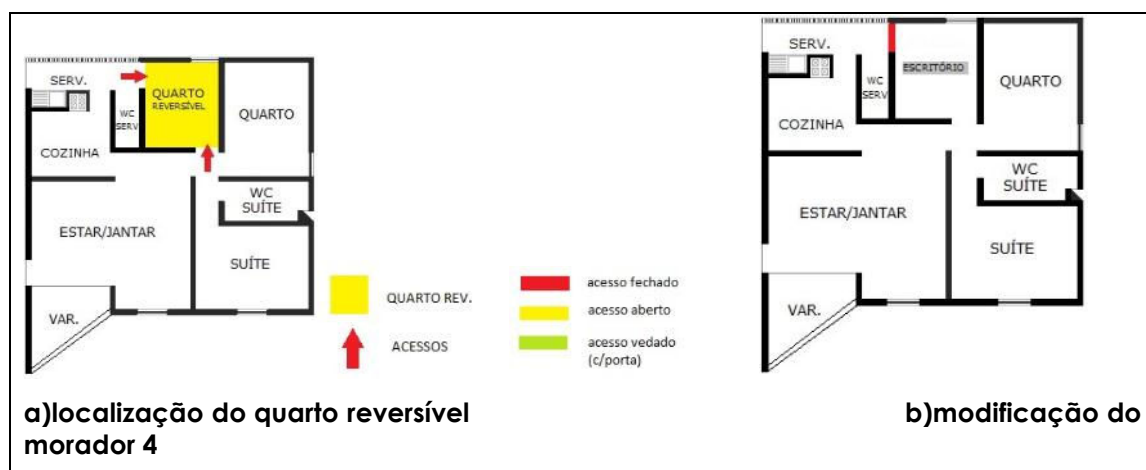 SERV.
QUARTO
REVERSÍVEL
WC
SERV
QUARTO
COZINHA
WC
SUÍTE
ESTAR/JANTAR
SUÍTE
VAR.
QUARTO REV.
ACESSOS
acesso fechado
acesso aberto
acesso vedado
(c/porta)
SERV.
ESCRITÓRIO
WC
SERV
QUARTO
COZINHA
WC
SUÍTE
ESTAR/JANTAR
SUÍTE
VAR.
a)localização do quarto reversível
b)modificação do
morador 4